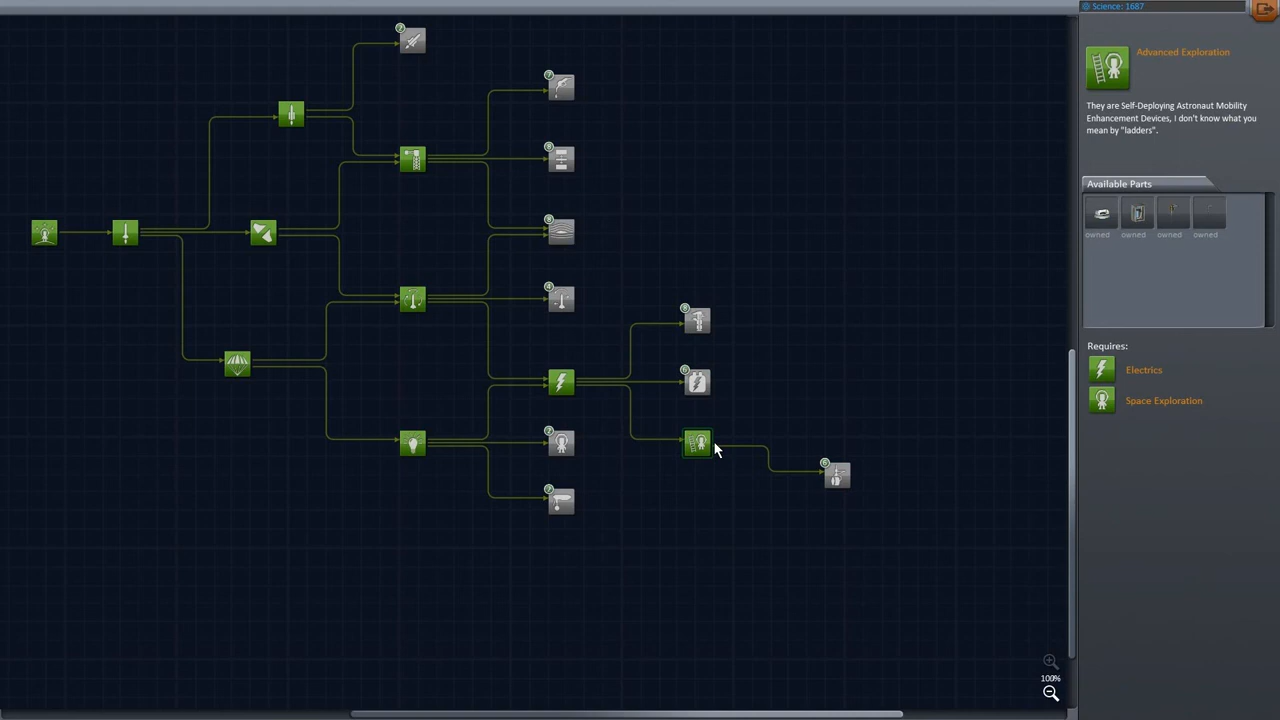 Science: 1687
Advanced Exploration
They are Self-Deploying Astronaut Mobility
Enhancement Devices, I don't know what you
mean by "ladders".
Available Parts
owned owned owned owned
Requires:
Electrics
Space Exploration
100%